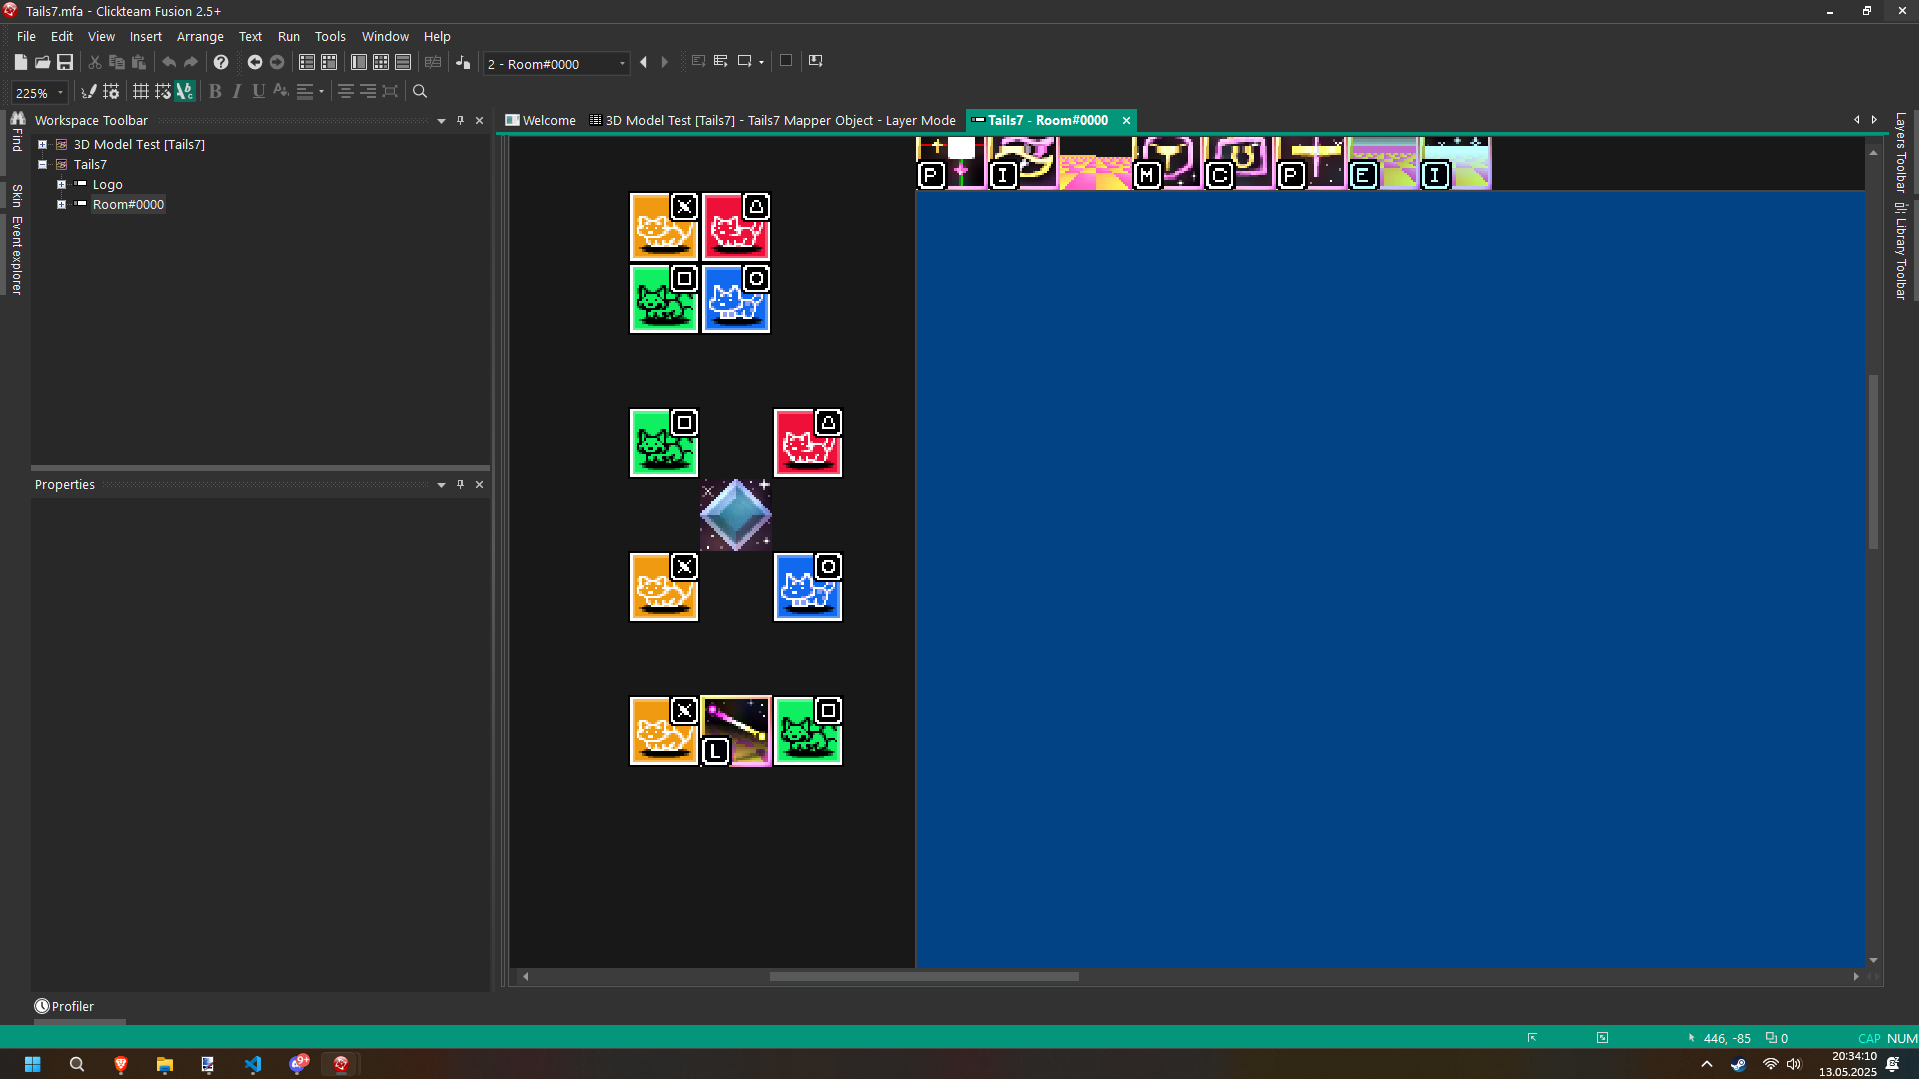 Tails7.mfa - Clickteam Fusion 2.5+
File Edit View Insert Arrange Text Run Tools Window Help
2 - Room#0000
225%
Workspace Toolbar
Welcome
3D Model Test [Tails7] - Tails7 Mapper Object - Layer Mode
Tails7 - Room#0000
Find
Skin
Event explorer
3D Model Test [Tails7]
Tails7
Logo
Room#0000
P I M C P E I
Layers Toolbar
Library Toolbar
Properties
L
Profiler
446, -85
0
CAP NUM
9+
20:34:10
13.05.2025